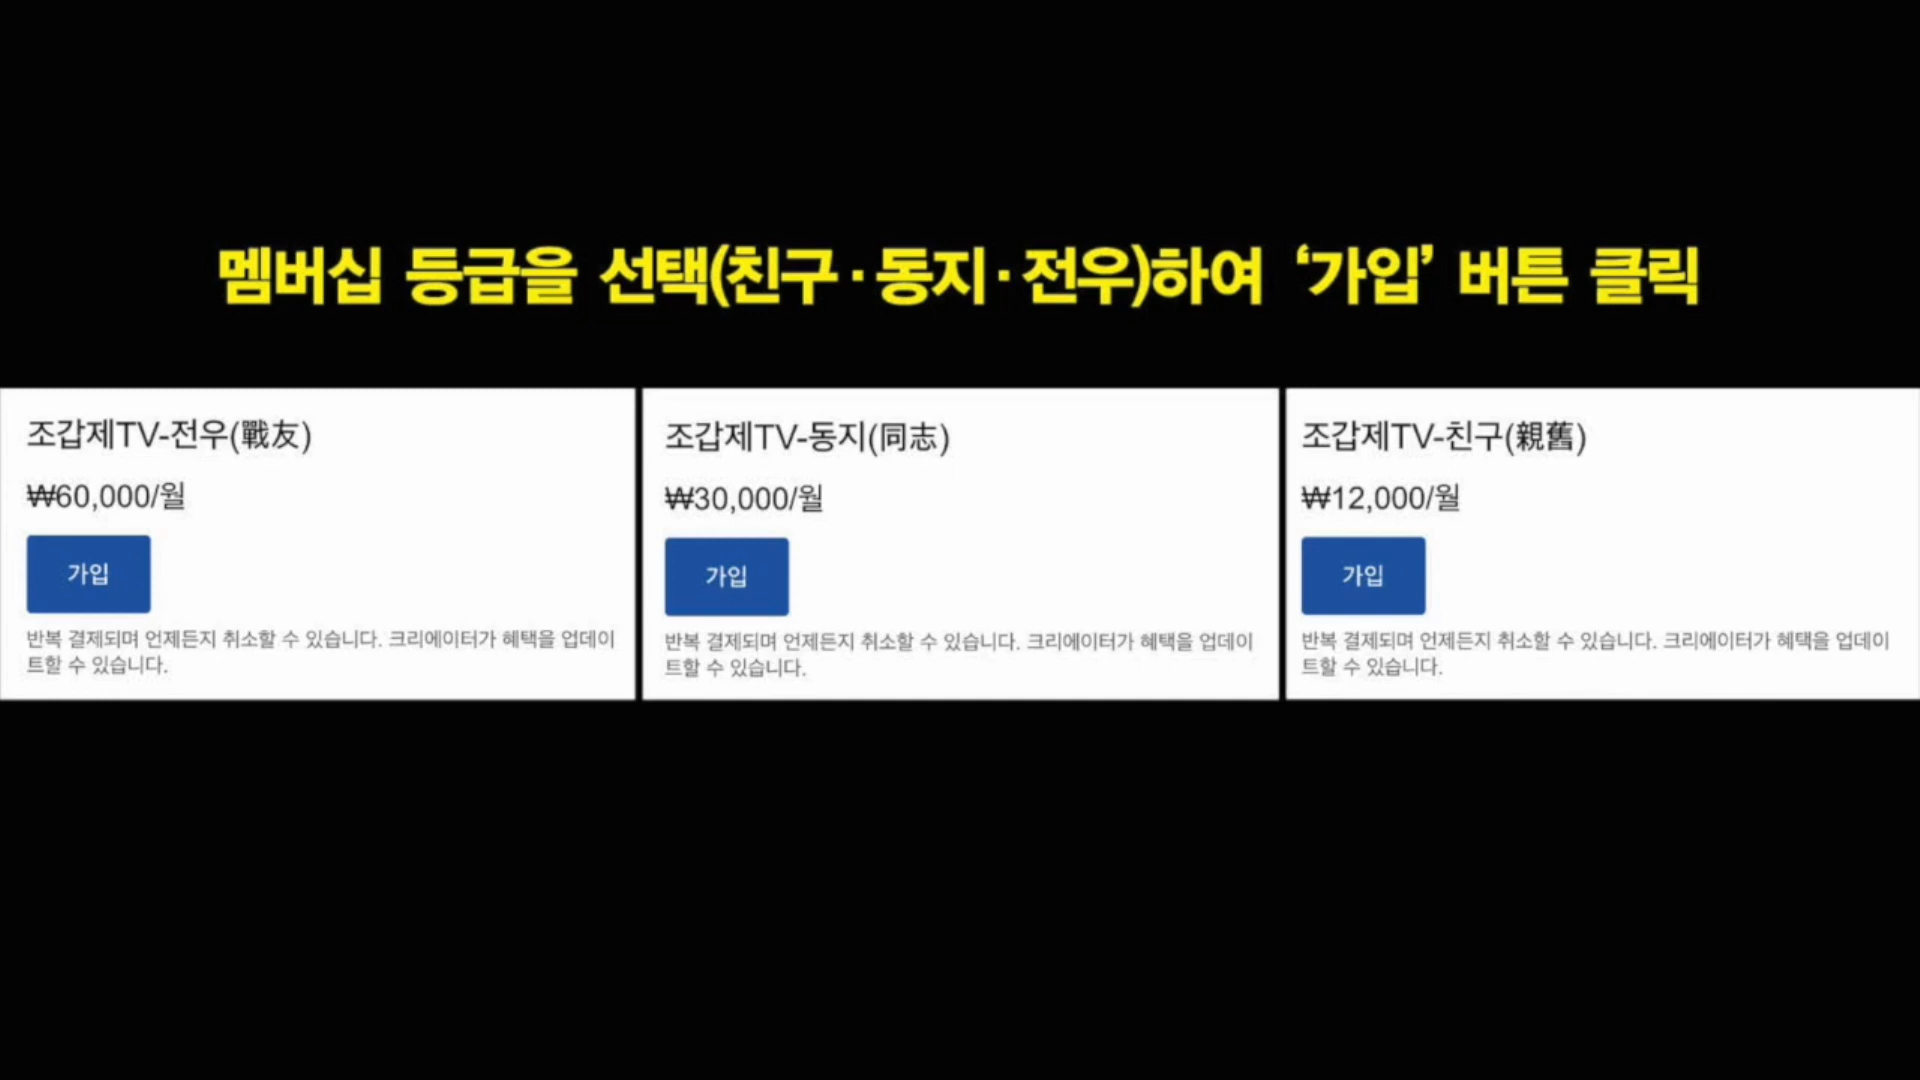 멤버십 등급을 선택(친구·동지·전우)하여 ‘가입’ 버튼 클릭
조갑제TV-전우(戰友)
₩60,000/월
가입
반복 결제되며 언제든지 취소할 수 있습니다. 크리에이터가 혜택을 업데이
트할 수 있습니다.
조갑제TV-동지(同志)
₩30,000/월
가입
반복 결제되며 언제든지 취소할 수 있습니다. 크리에이터가 혜택을 업데이
트할 수 있습니다.
조갑제TV-친구(親舊)
₩12,000/월
가입
반복 결제되며 언제든지 취소할 수 있습니다. 크리에이터가 혜택을 업데이
트할 수 있습니다.